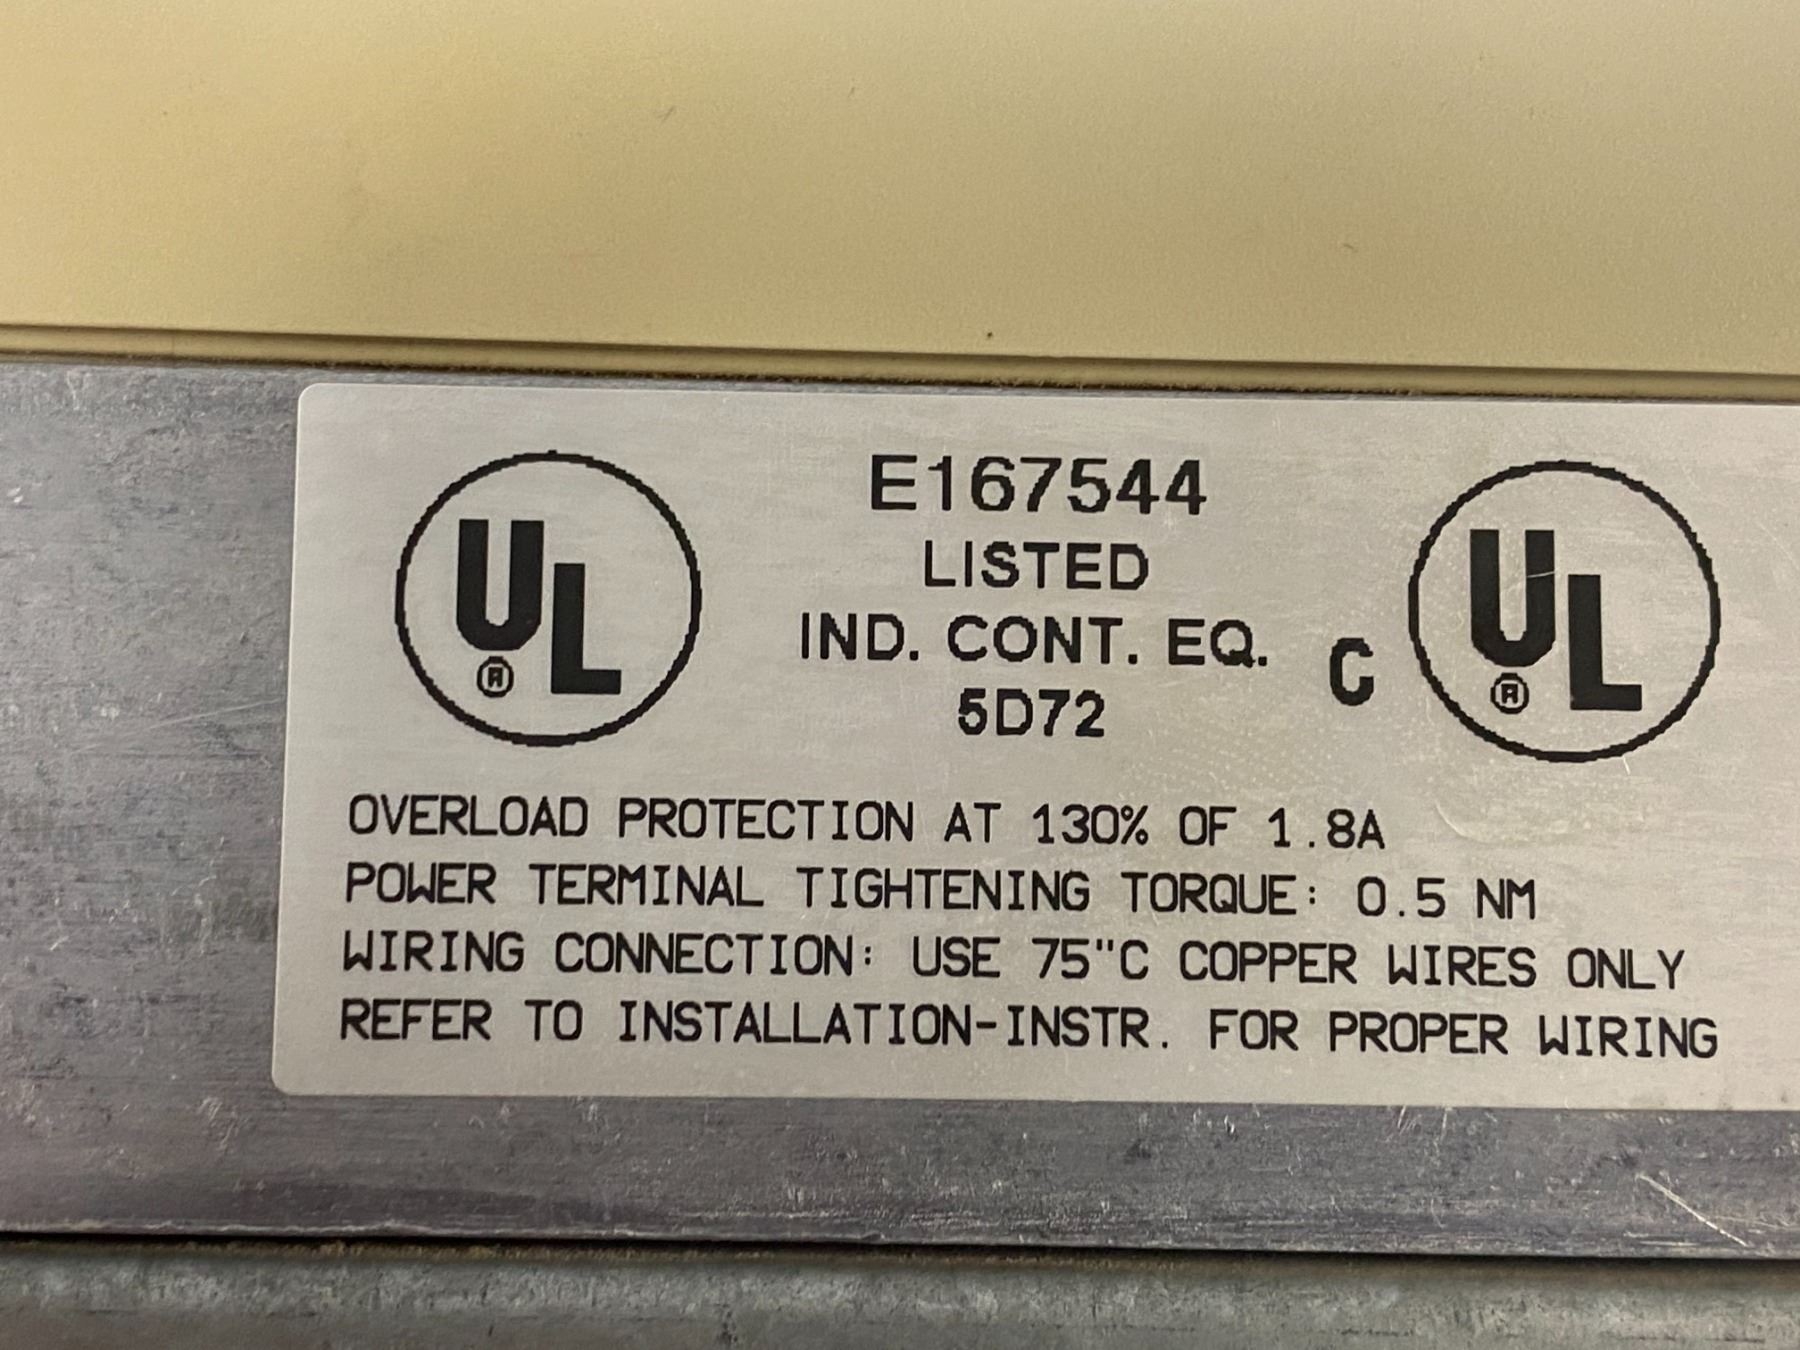 UL®
E167544
LISTED
IND. CONT. EQ.
5D72
C UL®
OVERLOAD PROTECTION AT 130% OF 1.8A
POWER TERMINAL TIGHTENING TORQUE: 0.5 NM
WIRING CONNECTION: USE 75"C COPPER WIRES ONLY
REFER TO INSTALLATION-INSTR. FOR PROPER WIRING